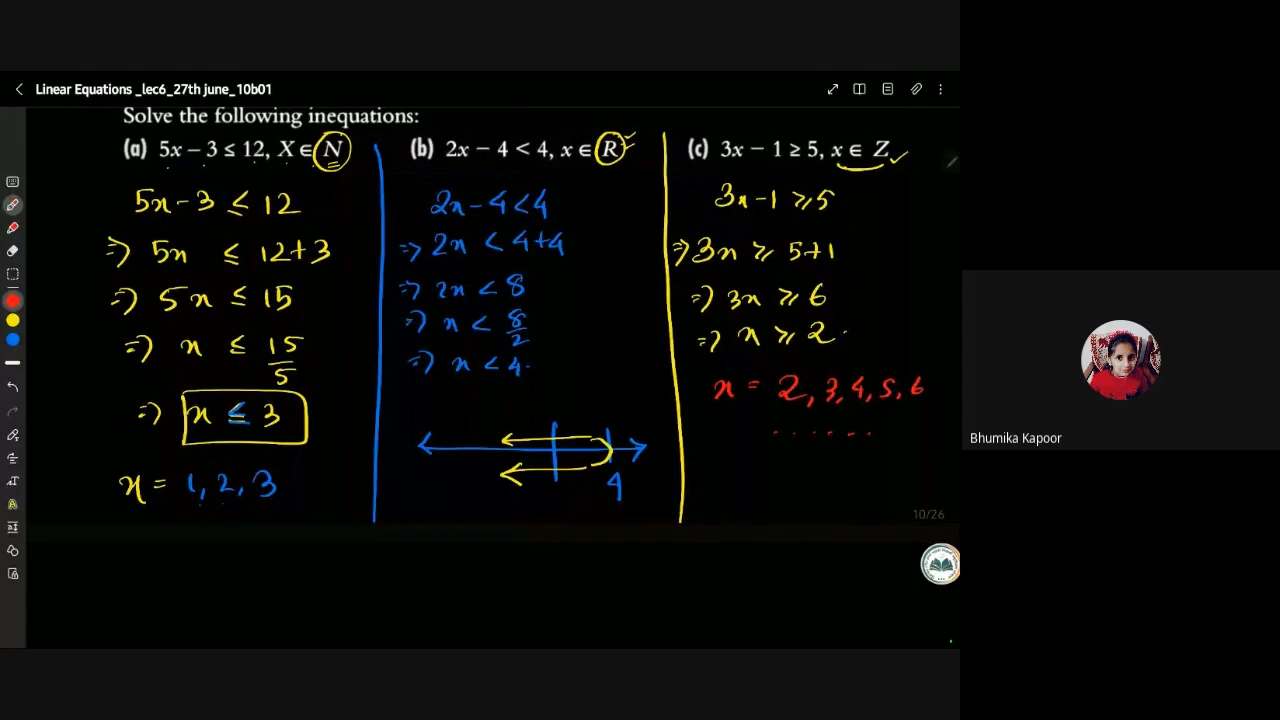 Linear Equations _lec6_27th june_10b01
Solve the following inequations:
(a) 5x − 3 ≤ 12, X ∈ N
5x - 3 ≤ 12
=> 5x ≤ 12+3
=> 5x ≤ 15
=> x ≤ 15/5
=> x ≤ 3
x = 1, 2, 3
(b) 2x − 4 < 4, x ∈ R
2x - 4 < 4
=> 2x < 4+4
=> 2x < 8
=> x < 8/2
=> x < 4.
4
(c) 3x − 1 ≥ 5, x ∈ Z
3x - 1 ≥ 5
=> 3x ≥ 5+1
=> 3x ≥ 6
=> x ≥ 2.
x = 2, 3, 4, 5, 6
. . . . . .
10/26
Bhumika Kapoor